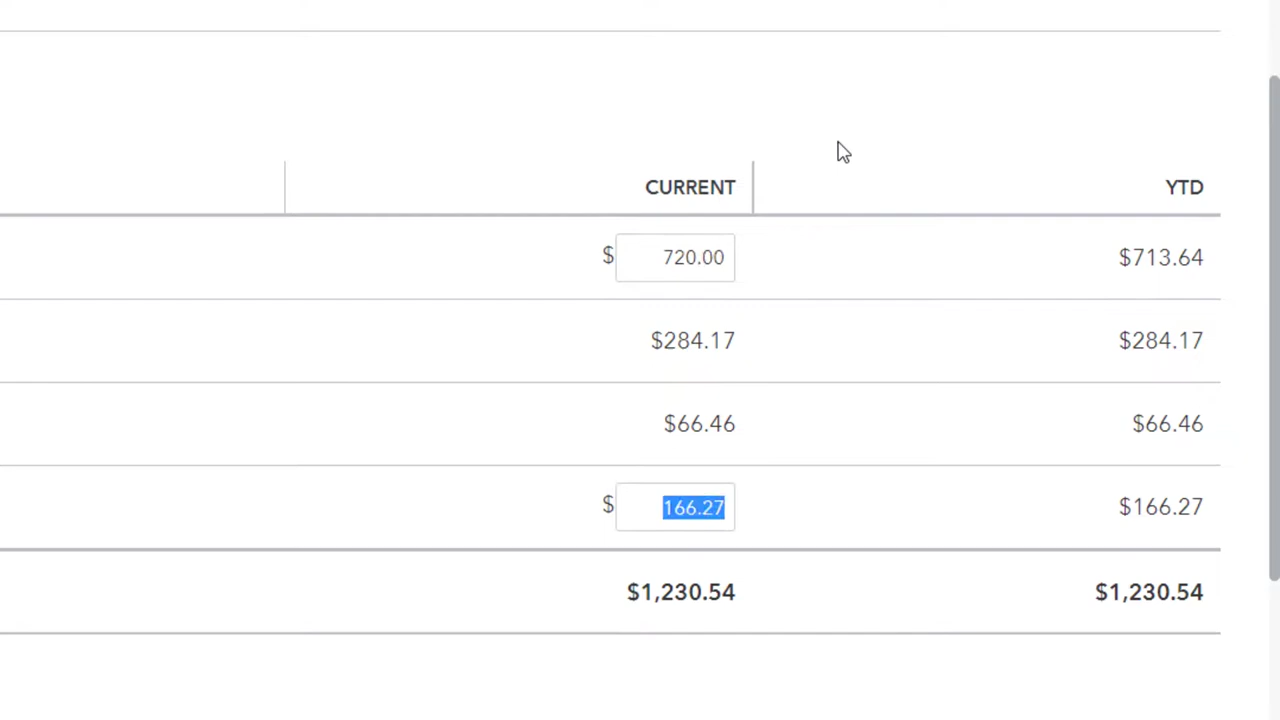 CURRENT YTD
$ 720.00 $713.64
$284.17 $284.17
$66.46 $66.46
$ 166.27 $166.27
$1,230.54 $1,230.54